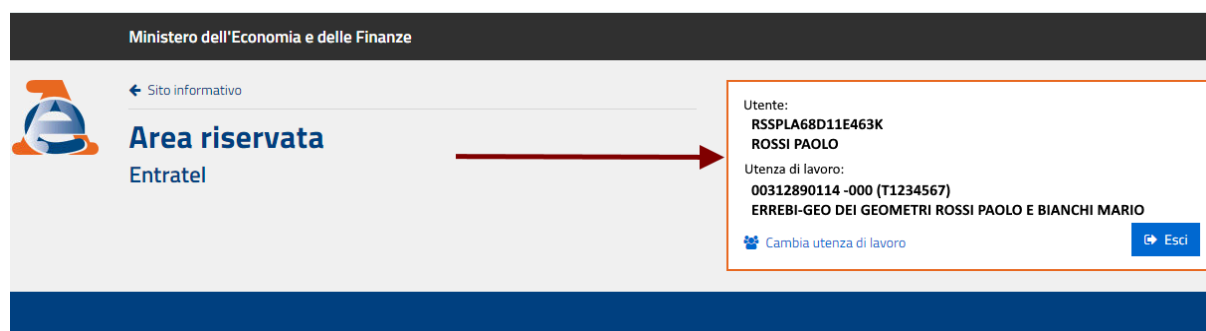 Ministero dell'Economia e delle Finanze
Sito informativo
Area riservata
Entratel
Utente:
RSSPLA68D11E463K
ROSSI PAOLO
Utenza di lavoro:
00312890114 -000 (T1234567)
ERREBI-GEO DEI GEOMETRI ROSSI PAOLO E BIANCHI MARIO
Cambia utenza di lavoro
Esci